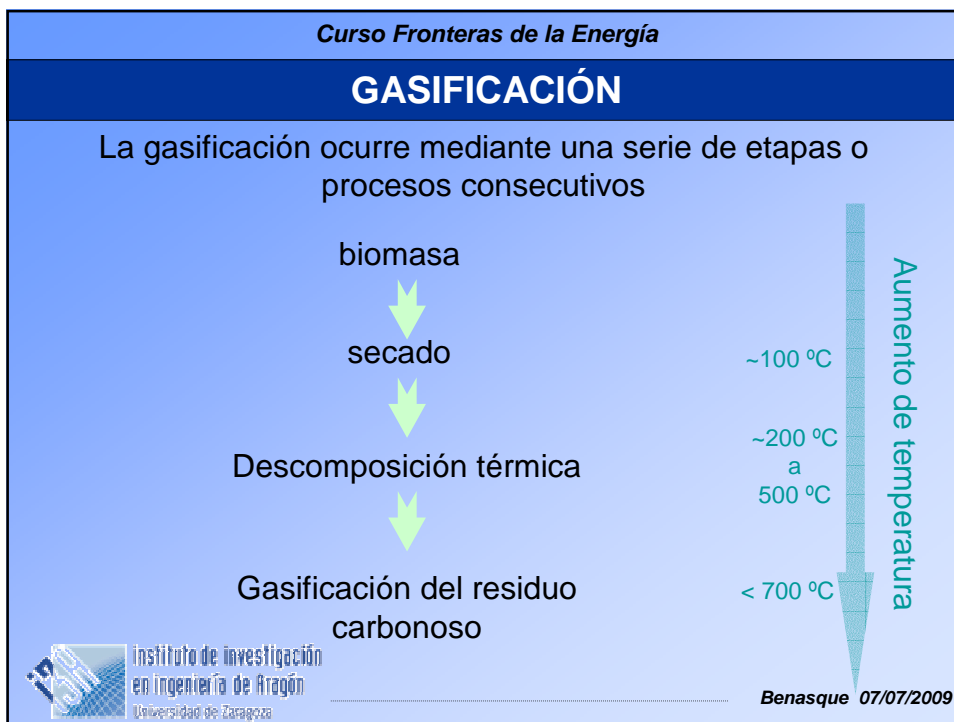 Curso Fronteras de la Energía
GASIFICACIÓN
La gasificación ocurre mediante una serie de etapas o
procesos consecutivos
biomasa
secado
~100 ºC
Descomposición térmica
~200 ºC
a
500 ºC
Gasificación del residuo
carbonoso
< 700 ºC
Aumento de temperatura
i3a
instituto de investigación
en ingeniería de Aragón
Universidad de Zaragoza
Benasque 07/07/2009